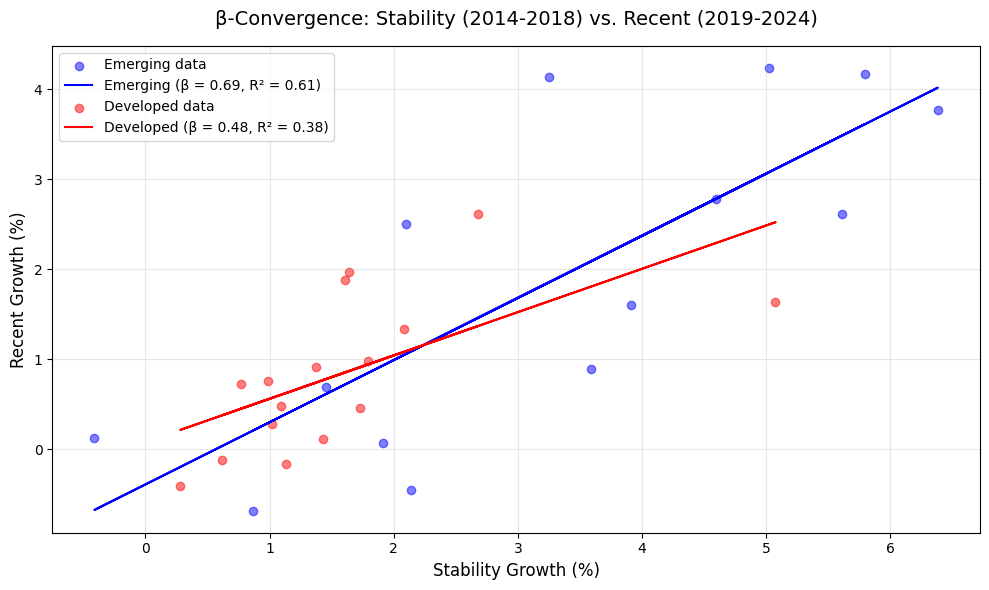 β-Convergence: Stability (2014-2018) vs. Recent (2019-2024)
Emerging data
Emerging (β = 0.69, R² = 0.61)
Developed data
Developed (β = 0.48, R² = 0.38)
Recent Growth (%)
4
3
2
1
0
0 1 2 3 4 5 6
Stability Growth (%)